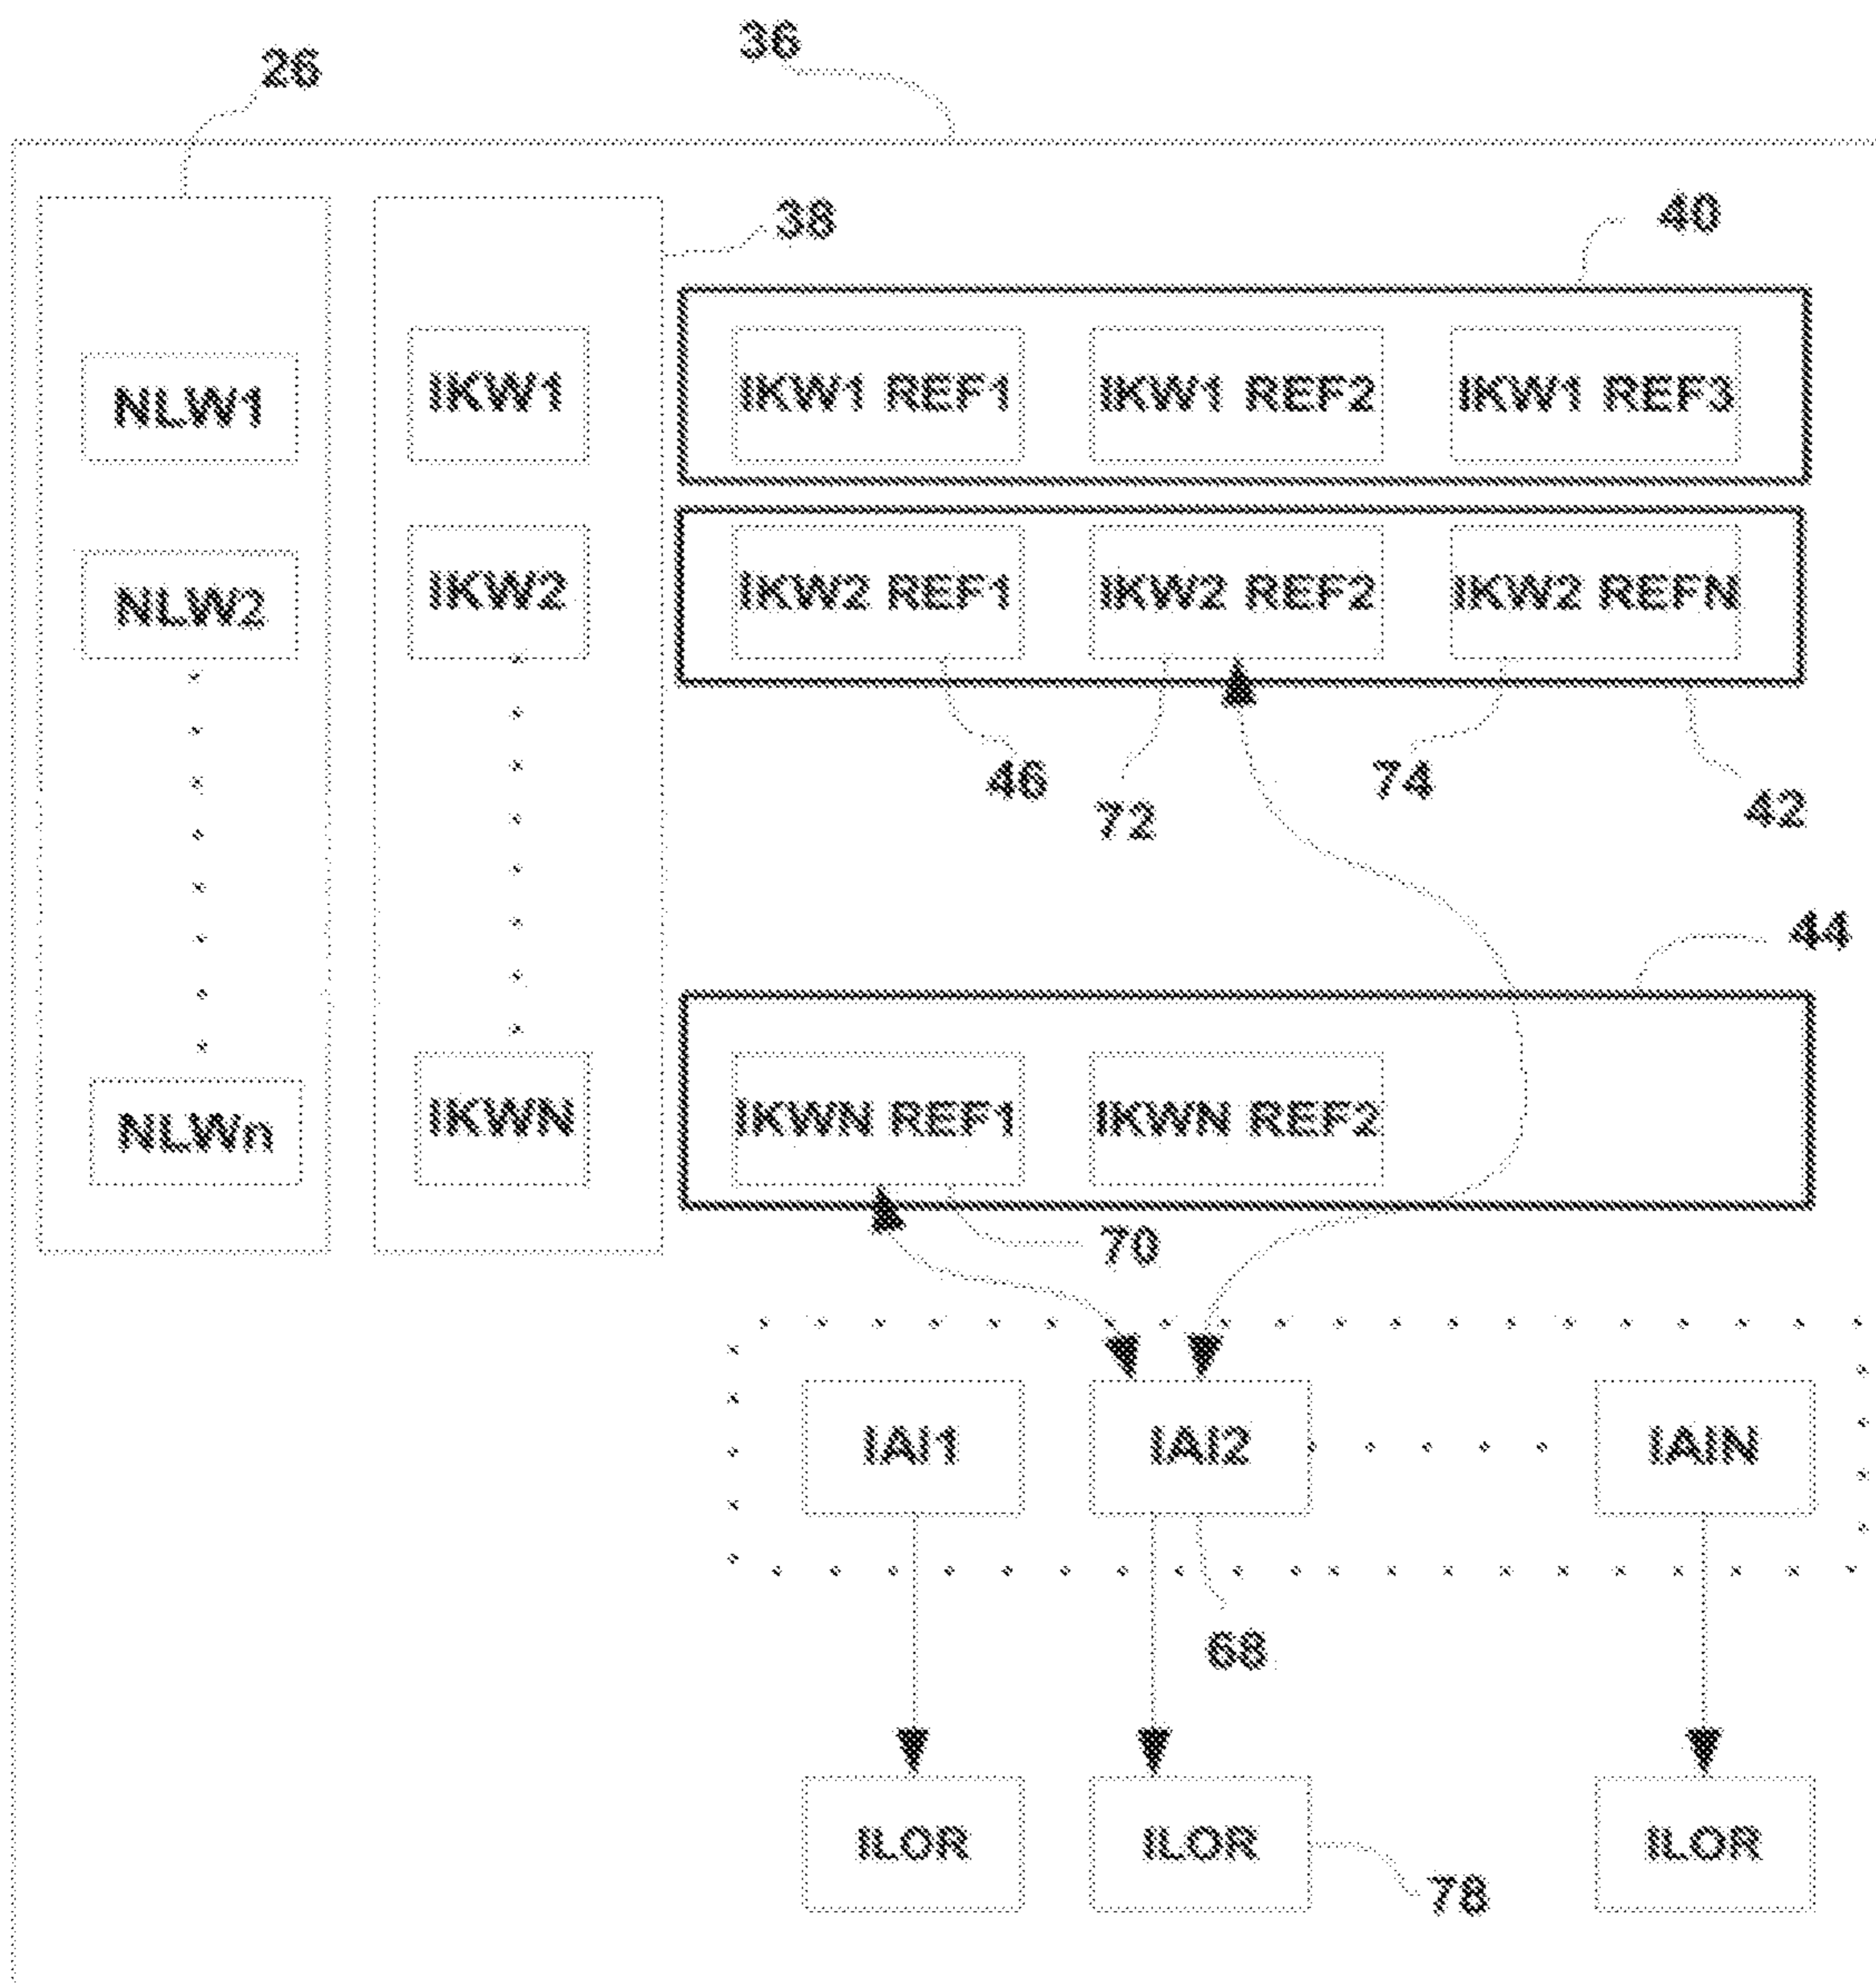 36
26
38
40
NLW1
IKW1
IKW1 REF1
IKW1 REF2
IKW1 REF3
NLW2
IKW2
IKW2 REF1
IKW2 REF2
IKW2 REFN
46
72
74
42
44
NLWn
IKWN
IKWN REF1
IKWN REF2
70
IAI1
IAI2
IAIN
68
ILOR
ILOR
ILOR
78